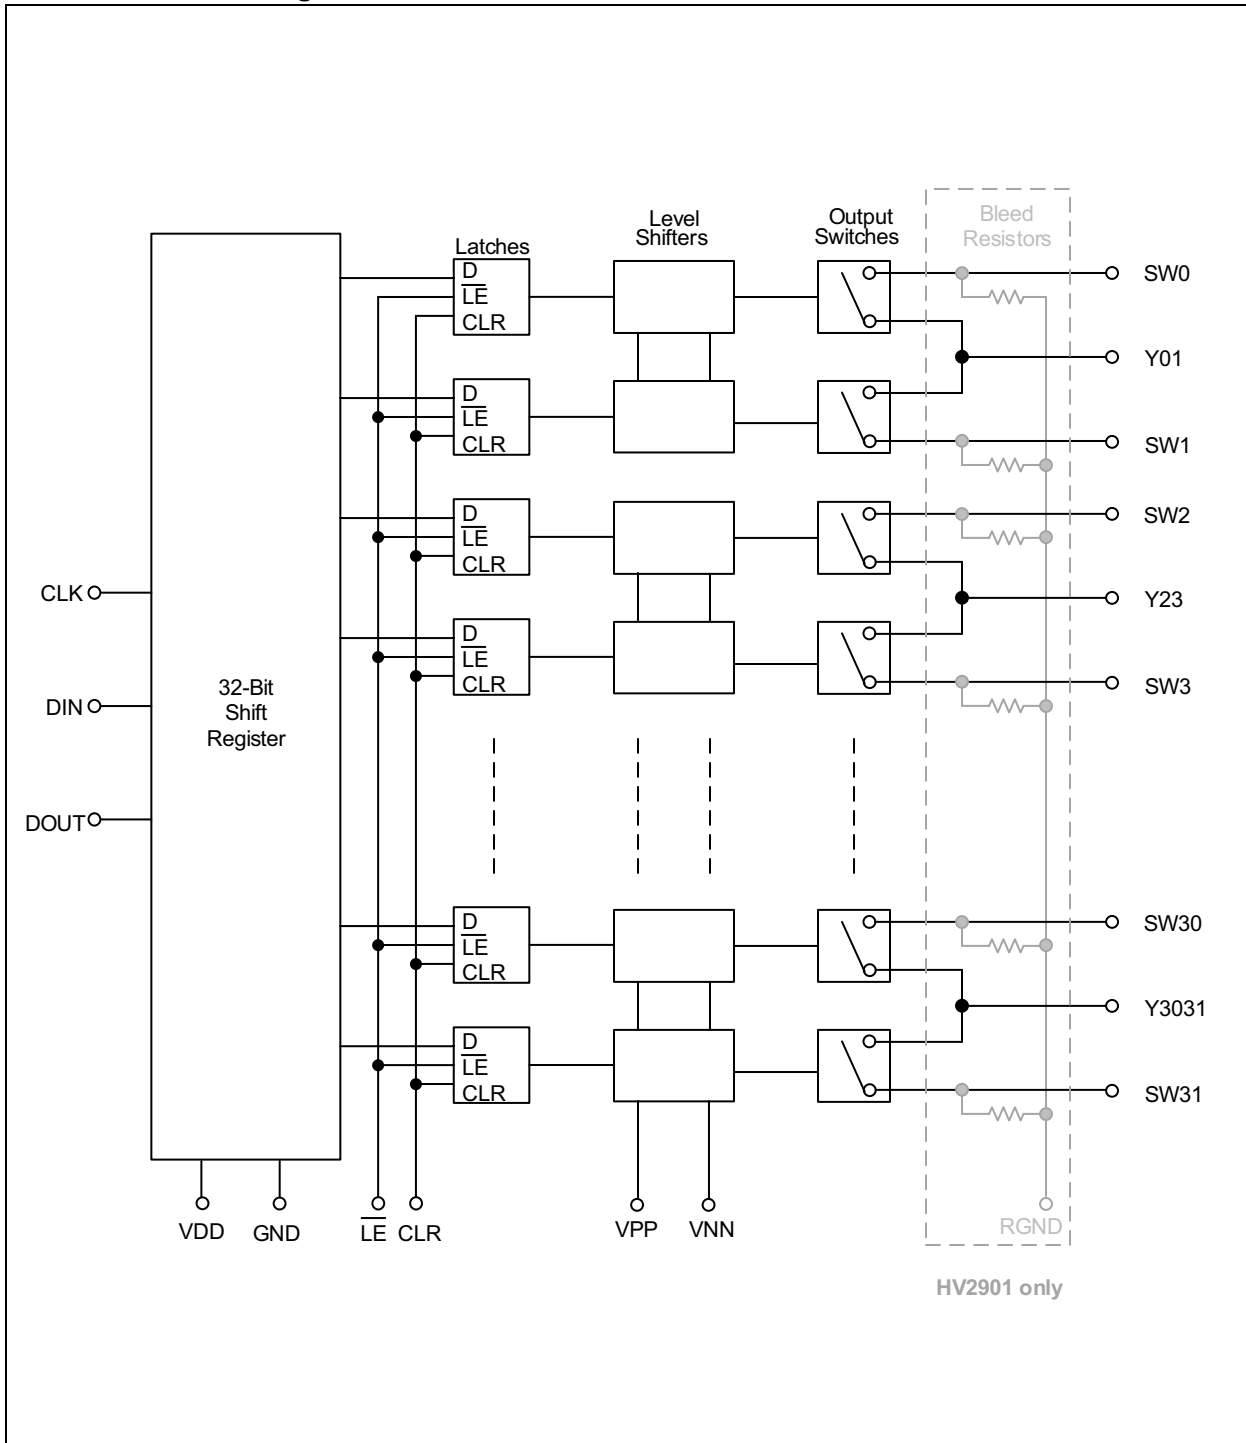 Latches
Level
Shifters
Output
Switches
Bleed
Resistors
D
LE
CLR
SW0
Y01
D
LE
CLR
SW1
D
LE
CLR
SW2
CLK
Y23
D
LE
CLR
SW3
DIN
32-Bit
Shift
Register
DOUT
D
LE
CLR
SW30
Y3031
D
LE
CLR
SW31
VDD
GND
LE
CLR
VPP
VNN
RGND
HV2901 only